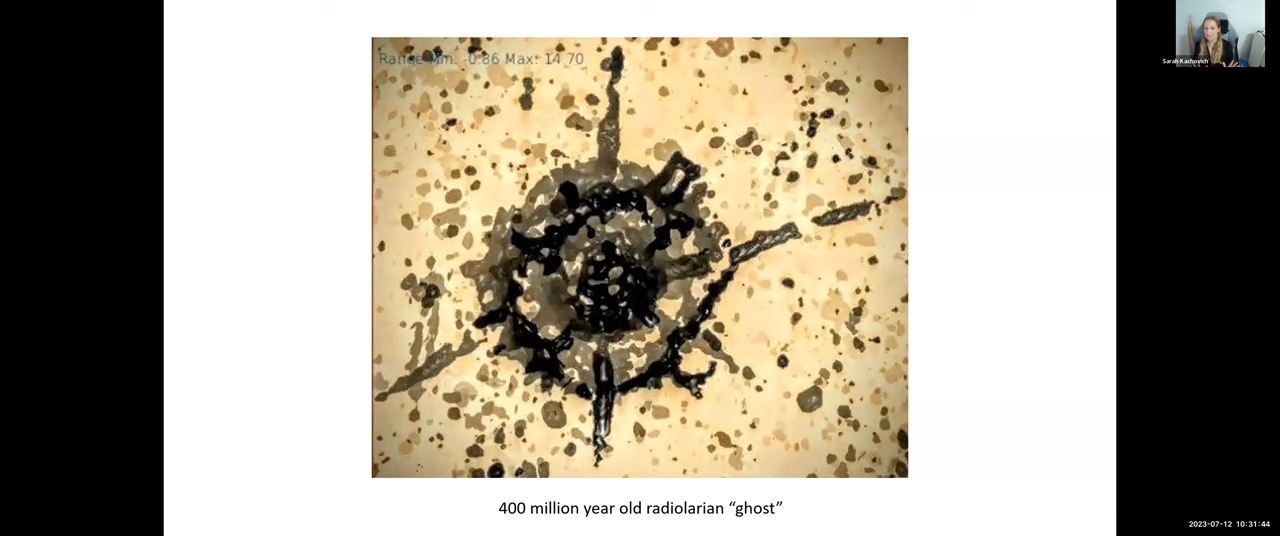 Range Min. -0.86 Max: 14.70
Sarah Kachovich
400 million year old radiolarian “ghost”
2023-07-12 10:31:44